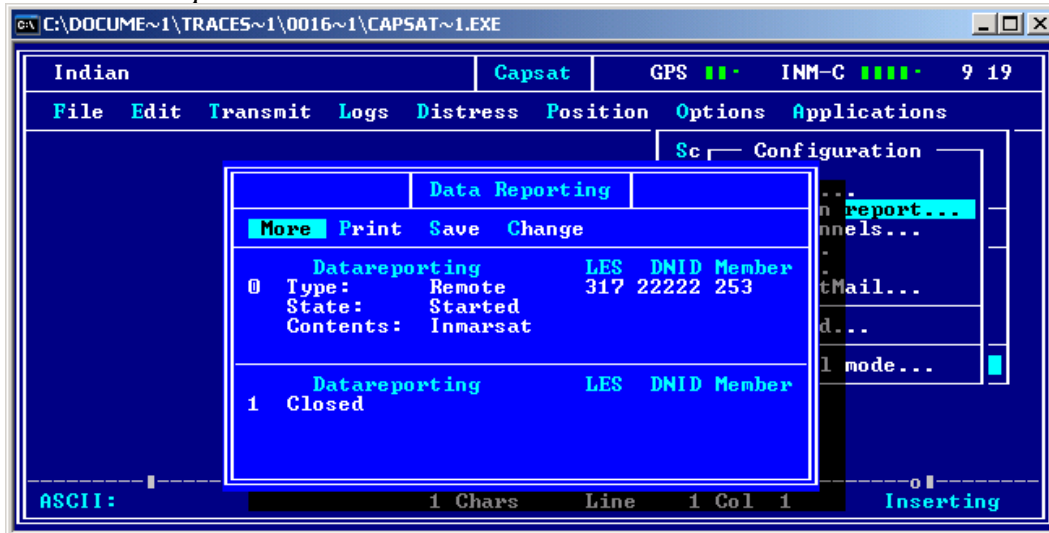 C:\DOCUME~1\TRACES~1\0016~1\CAPSAT~1.EXE
Indian Capsat GPS INM-C 9 19
File Edit Transmit Logs Distress Position Options Applications
Sc Configuration
Data Reporting
...
n report...
More Print Save Change
nnels...
Datareporting LES DNID Member
0 Type: Remote 317 22222 253
tMail...
State: Started
Contents: Inmarsat
d...
l mode...
Datareporting LES DNID Member
1 Closed
ASCII: 1 Chars Line 1 Col 1 Inserting